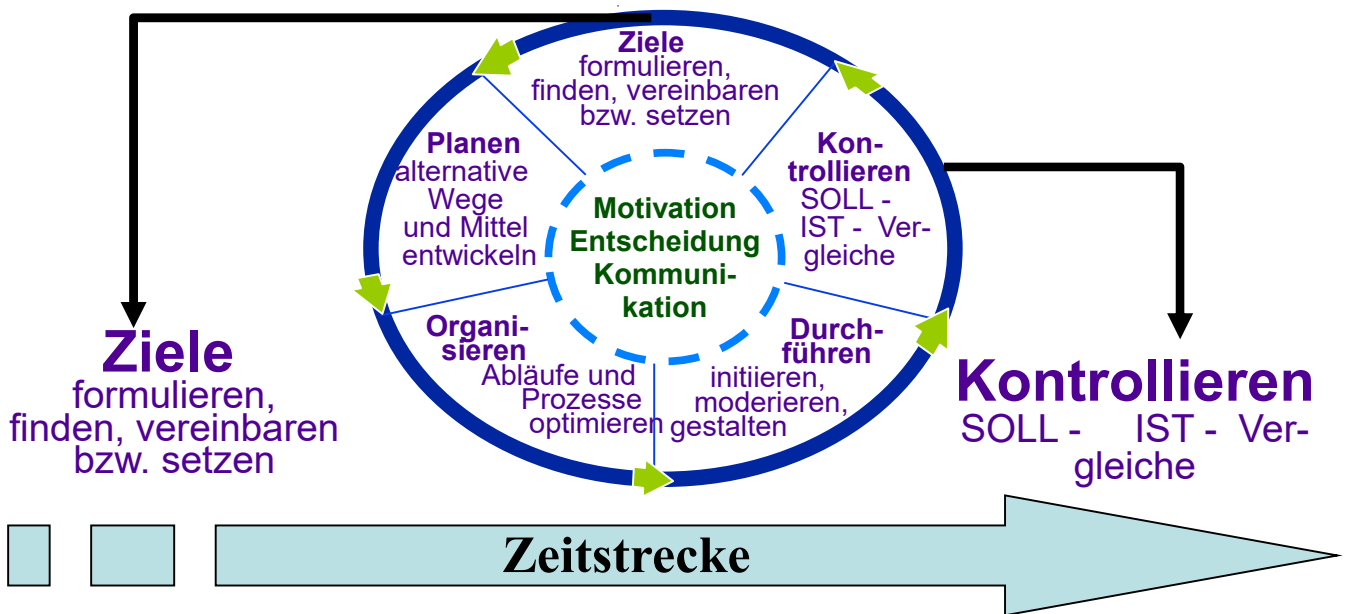 Ziele
formulieren,
finden, vereinbaren
bzw. setzen
Planen
alternative
Wege
und Mittel
entwickeln
Kon-
trollieren
SOLL -
IST - Ver-
gleiche
Motivation
Entscheidung
Kommuni-
kation
Organi-
sieren
Abläufe und
Prozesse
optimieren
Durch-
führen
initiieren,
moderieren,
gestalten
Ziele
formulieren,
finden, vereinbaren
bzw. setzen
Kontrollieren
SOLL - IST - Ver-
gleiche
Zeitstrecke